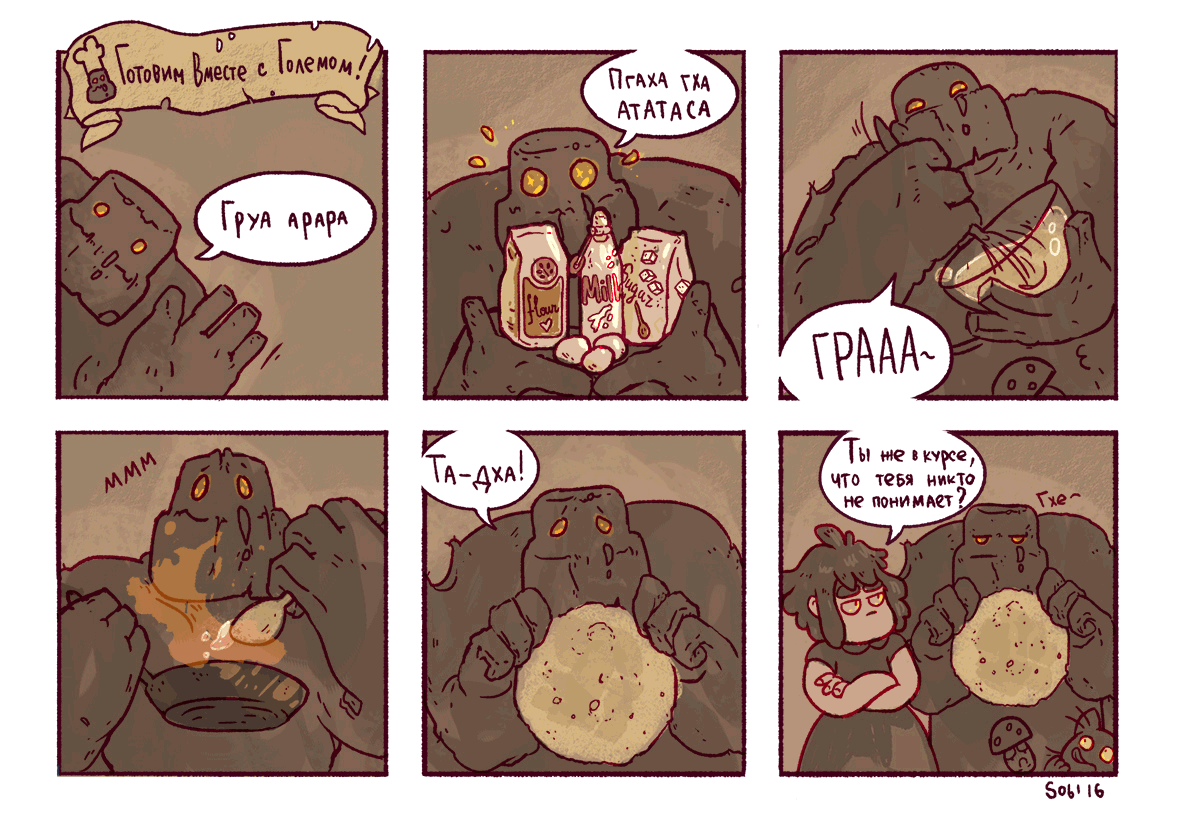 Готовим Вместе с Големом!
Груа арара
Пгаха гха
АТАТАСА
flour
Milk
Sugar
ГРАAA~
МММ
Та-дха!
Ты же в курсе,
что тебя никто
не понимает?
Гхе~
Sobi 16